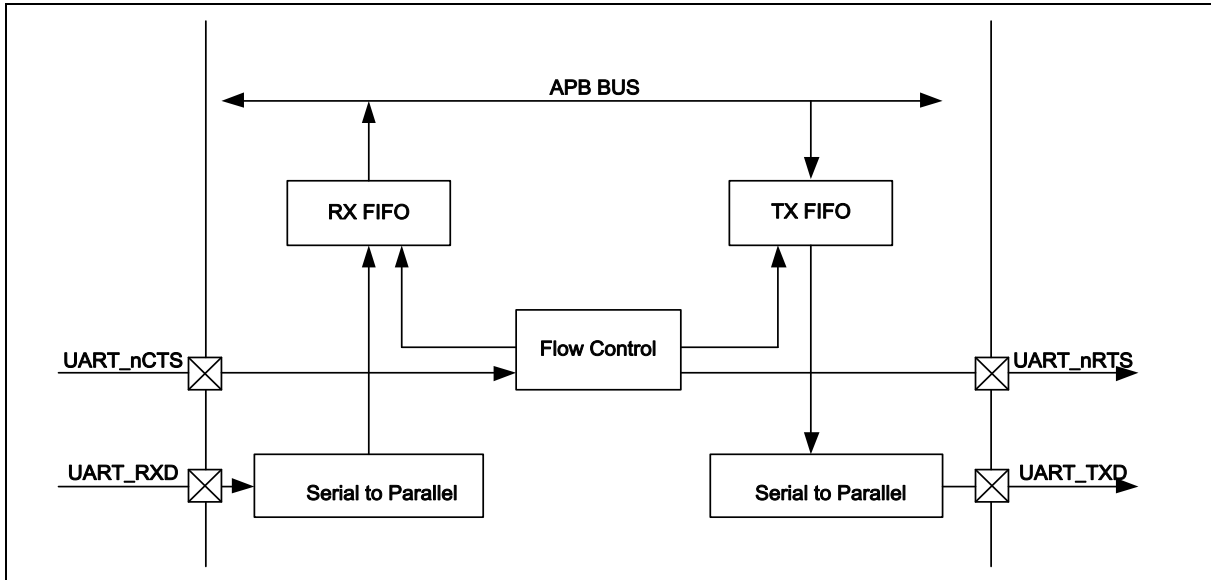 APB BUS
RX FIFO
TX FIFO
Flow Control
UART_nCTS
UART_nRTS
UART_RXD
Serial to Parallel
Serial to Parallel
UART_TXD